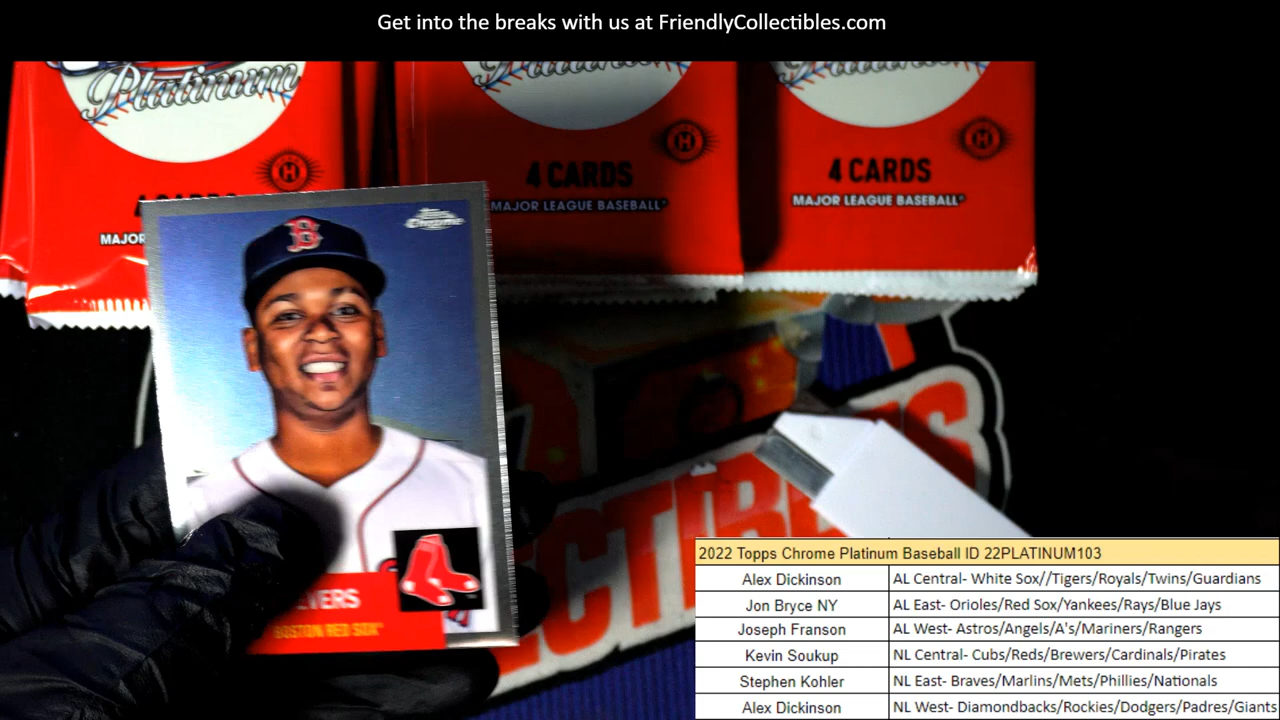 Get into the breaks with us at FriendlyCollectibles.com
Platinum
4 CARDS
MAJOR LEAGUE BASEBALL
4 CARDS
MAJOR LEAGUE BASEBALL
MAJOR
Topps
Chrome
B
VERS
BOSTON RED SOX
2022 Topps Chrome Platinum Baseball ID 22PLATINUM103
Alex Dickinson AL Central- White Sox//Tigers/Royals/Twins/Guardians
Jon Bryce NY AL East- Orioles/Red Sox/Yankees/Rays/Blue Jays
Joseph Franson AL West- Astros/Angels/A's/Mariners/Rangers
Kevin Soukup NL Central- Cubs/Reds/Brewers/Cardinals/Pirates
Stephen Kohler NL East- Braves/Marlins/Mets/Phillies/Nationals
Alex Dickinson NL West- Diamondbacks/Rockies/Dodgers/Padres/Giants